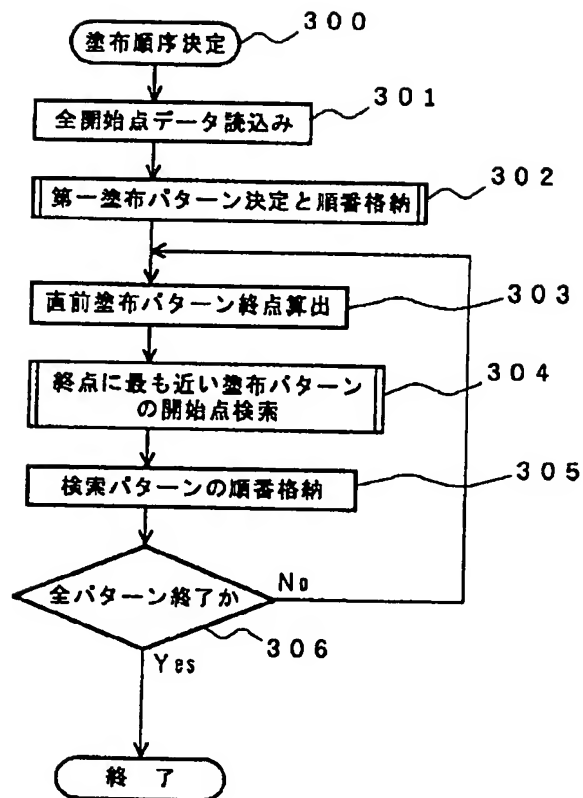 塗布順序決定
300
全開始点データ読込み
301
第一塗布パターン決定と順番格納
302
直前塗布パターン終点算出
303
終点に最も近い塗布パターン
の開始点検索
304
検索パターンの順番格納
305
全パターン終了か
No
306
Yes
終 了